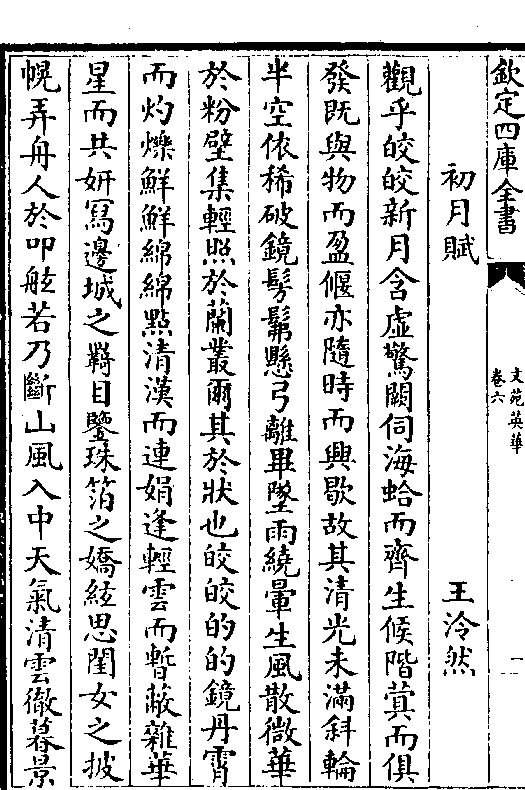 欽定四庫全書
文苑英華
卷六
初月賦 王泠然
觀乎皎皎新月含虛驚闕伺海蛤而齊生候階蓂而俱
發既與物而盈偃亦隨時而興歇故其清光未滿斜輪
半空依稀破鏡髣髴懸弓離畢墜雨繞暈生風散微華
於粉壁集輕照於蘭叢爾其於狀也皎皎的的鏡丹霄
而灼爍鮮鮮綿綿點清漢而連娟逢輕雲而暫蔽雜華
星而共妍寫邊城之羇目鑒珠箔之嬌絃思閨女之披
幌弄舟人於叩舷若乃斷山風入中天氣清雲徹暮景